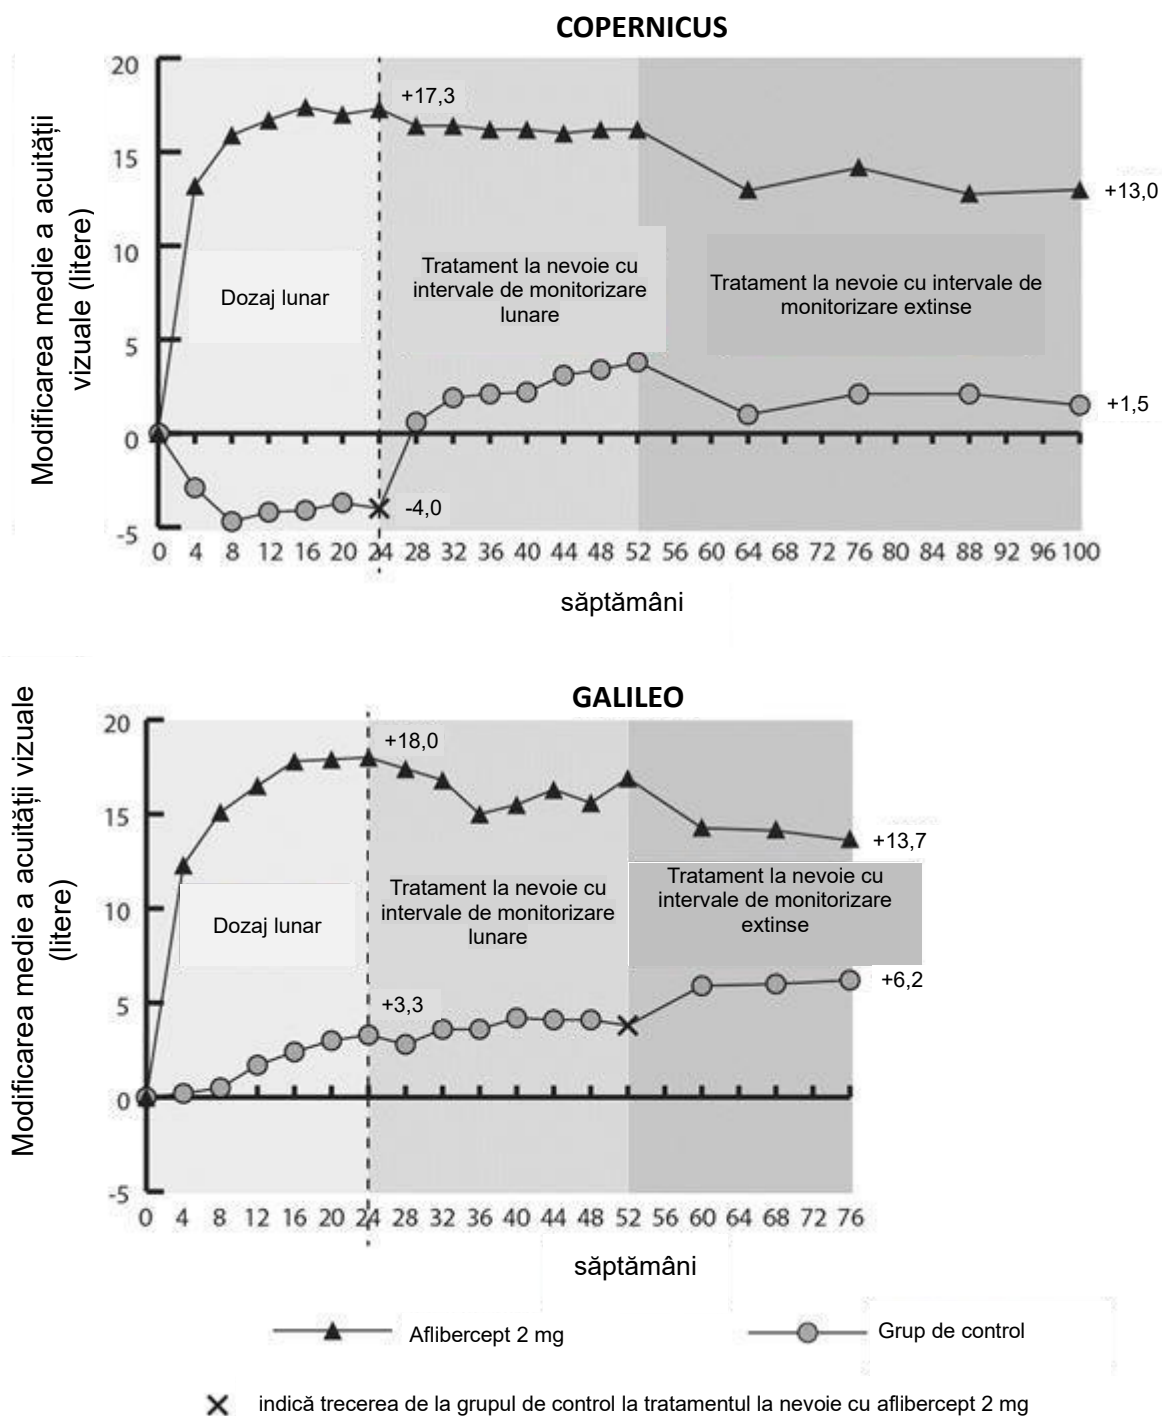 COPERNICUS
Modificarea medie a acuității
vizuale (litere)
20
15
10
5
0
-5
+17,3
+13,0
Dozaj lunar
Tratament la nevoie cu
intervale de monitorizare
lunare
Tratament la nevoie cu intervale de
monitorizare extinse
+1,5
-4,0
0 4 8 12 16 20 24 28 32 36 40 44 48 52 56 60 64 68 72 76 80 84 88 92 96 100
săptămâni
GALILEO
Modificarea medie a acuității vizuale
(litere)
20
15
10
5
0
-5
+18,0
+13,7
Dozaj lunar
Tratament la nevoie cu
intervale de monitorizare
lunare
Tratament la nevoie cu
intervale de monitorizare
extinse
+3,3
+6,2
0 4 8 12 16 20 24 28 32 36 40 44 48 52 56 60 64 68 72 76
săptămâni
Aflibercept 2 mg
Grup de control
indică trecerea de la grupul de control la tratamentul la nevoie cu aflibercept 2 mg